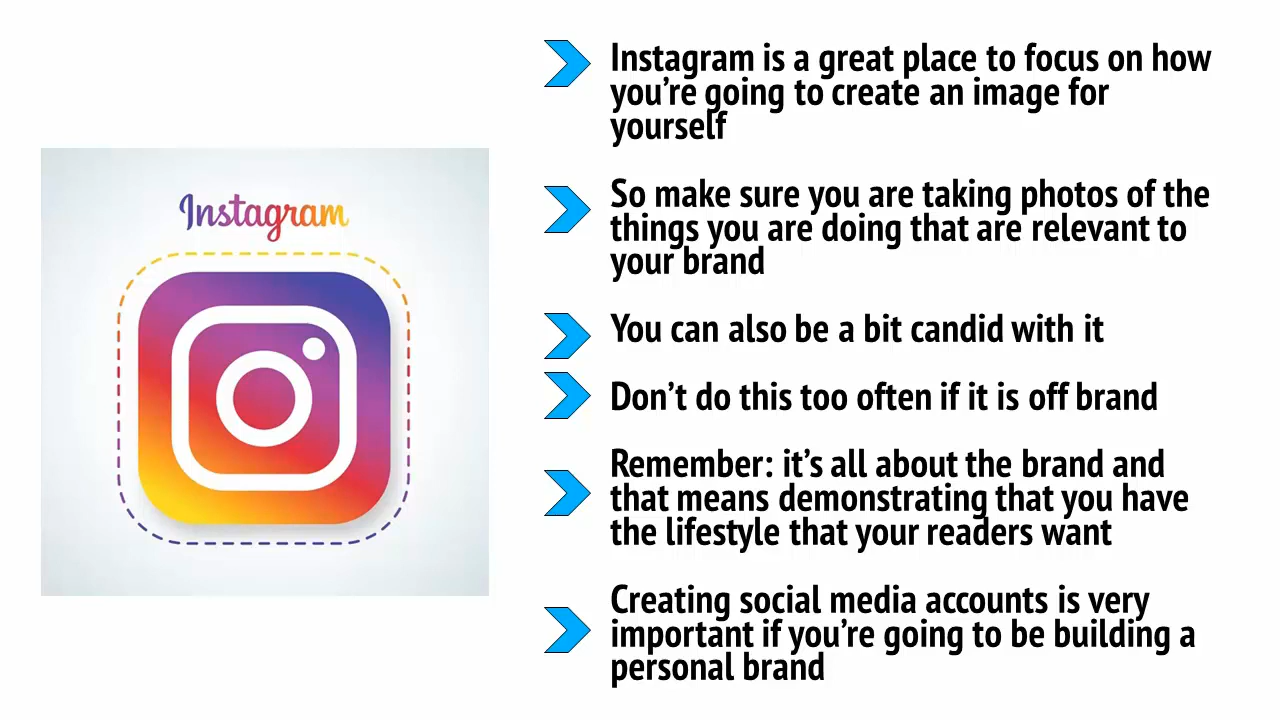 Instagram
Instagram is a great place to focus on how
you’re going to create an image for
yourself
So make sure you are taking photos of the
things you are doing that are relevant to
your brand
You can also be a bit candid with it
Don’t do this too often if it is off brand
Remember: it’s all about the brand and
that means demonstrating that you have
the lifestyle that your readers want
Creating social media accounts is very
important if you’re going to be building a
personal brand